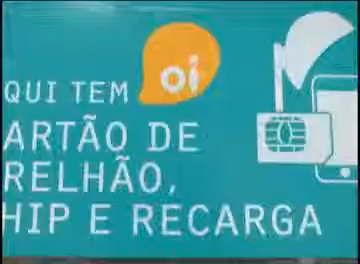 oi
QUI TEM
ARTÃO DE
RELHÃO,
HIP E RECARGA